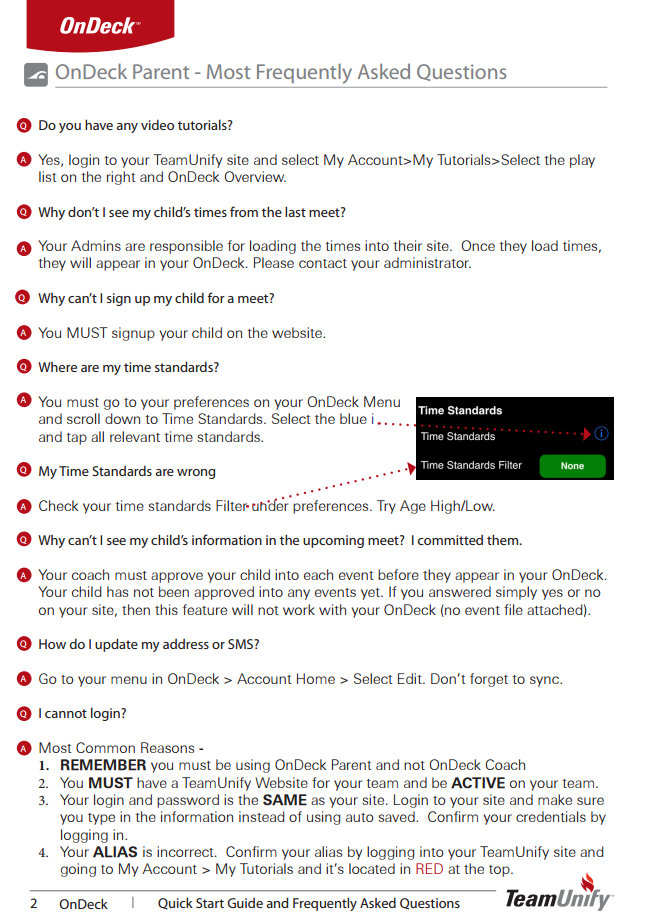 OnDeck™
OnDeck Parent - Most Frequently Asked Questions
Q Do you have any video tutorials?
A Yes, login to your TeamUnify site and select My Account>My Tutorials>Select the play
list on the right and OnDeck Overview.
Q Why don't I see my child's times from the last meet?
A Your Admins are responsible for loading the times into their site.  Once they load times,
they will appear in your OnDeck. Please contact your administrator.
Q Why can't I sign up my child for a meet?
A You MUST signup your child on the website.
Q Where are my time standards?
A You must go to your preferences on your OnDeck Menu
and scroll down to Time Standards. Select the blue i
and tap all relevant time standards.
Time Standards
Time Standards i
Time Standards Filter None
Q My Time Standards are wrong
A Check your time standards Filter under preferences. Try Age High/Low.
Q Why can't I see my child's information in the upcoming meet?  I committed them.
A Your coach must approve your child into each event before they appear in your OnDeck.
Your child has not been approved into any events yet. If you answered simply yes or no
on your site, then this feature will not work with your OnDeck (no event file attached).
Q How do I update my address or SMS?
A Go to your menu in OnDeck > Account Home > Select Edit. Don't forget to sync.
Q I cannot login?
A Most Common Reasons -
1. REMEMBER you must be using OnDeck Parent and not OnDeck Coach
2. You MUST have a TeamUnify Website for your team and be ACTIVE on your team.
3. Your login and password is the SAME as your site. Login to your site and make sure
you type in the information instead of using auto saved.  Confirm your credentials by
logging in.
4. Your ALIAS is incorrect.  Confirm your alias by logging into your TeamUnify site and
going to My Account > My Tutorials and it's located in RED at the top.
2 OnDeck | Quick Start Guide and Frequently Asked Questions
TeamUnify